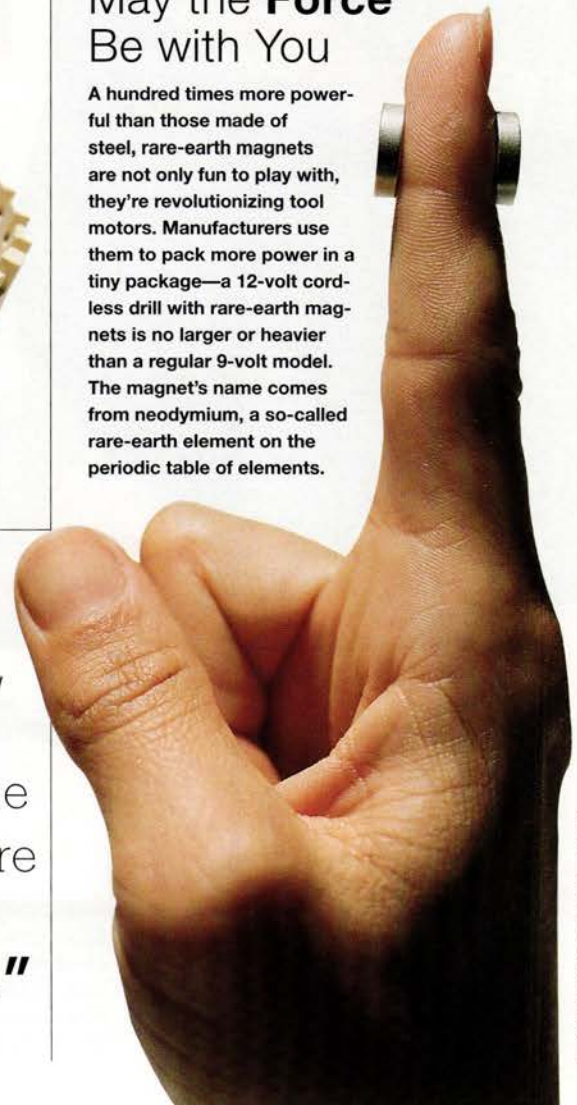 May the Force
Be with You
A hundred times more power-
ful than those made of
steel, rare-earth magnets
are not only fun to play with,
they're revolutionizing tool
motors. Manufacturers use
them to pack more power in a
tiny package—a 12-volt cord-
less drill with rare-earth mag-
nets is no larger or heavier
than a regular 9-volt model.
The magnet's name comes
from neodymium, a so-called
rare-earth element on the
periodic table of elements.
e
re
"